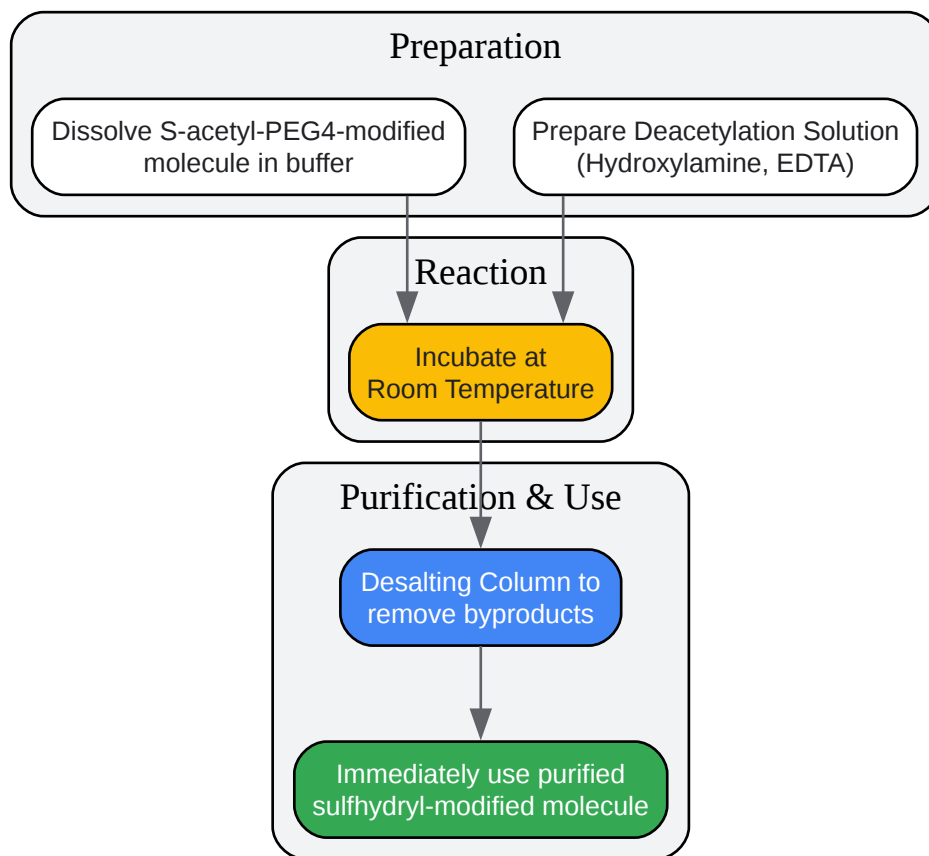 Preparation
Dissolve S-acetyl-PEG4-modified
molecule in buffer
Prepare Deacetylation Solution
(Hydroxylamine, EDTA)
Reaction
Incubate at
Room Temperature
Purification & Use
Desalting Column to
remove byproducts
Immediately use purified
sulfhydryl-modified molecule